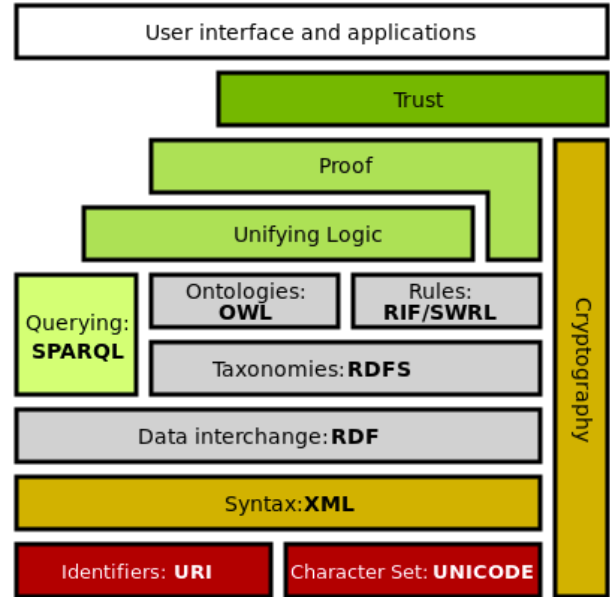 User interface and applications
Trust
Proof
Unifying Logic
Ontologies:
OWL
Rules:
RIF/SWRL
Querying:
SPARQL
Taxonomies:RDFS
Cryptography
Data interchange:RDF
Syntax:XML
Identifiers: URI
Character Set: UNICODE